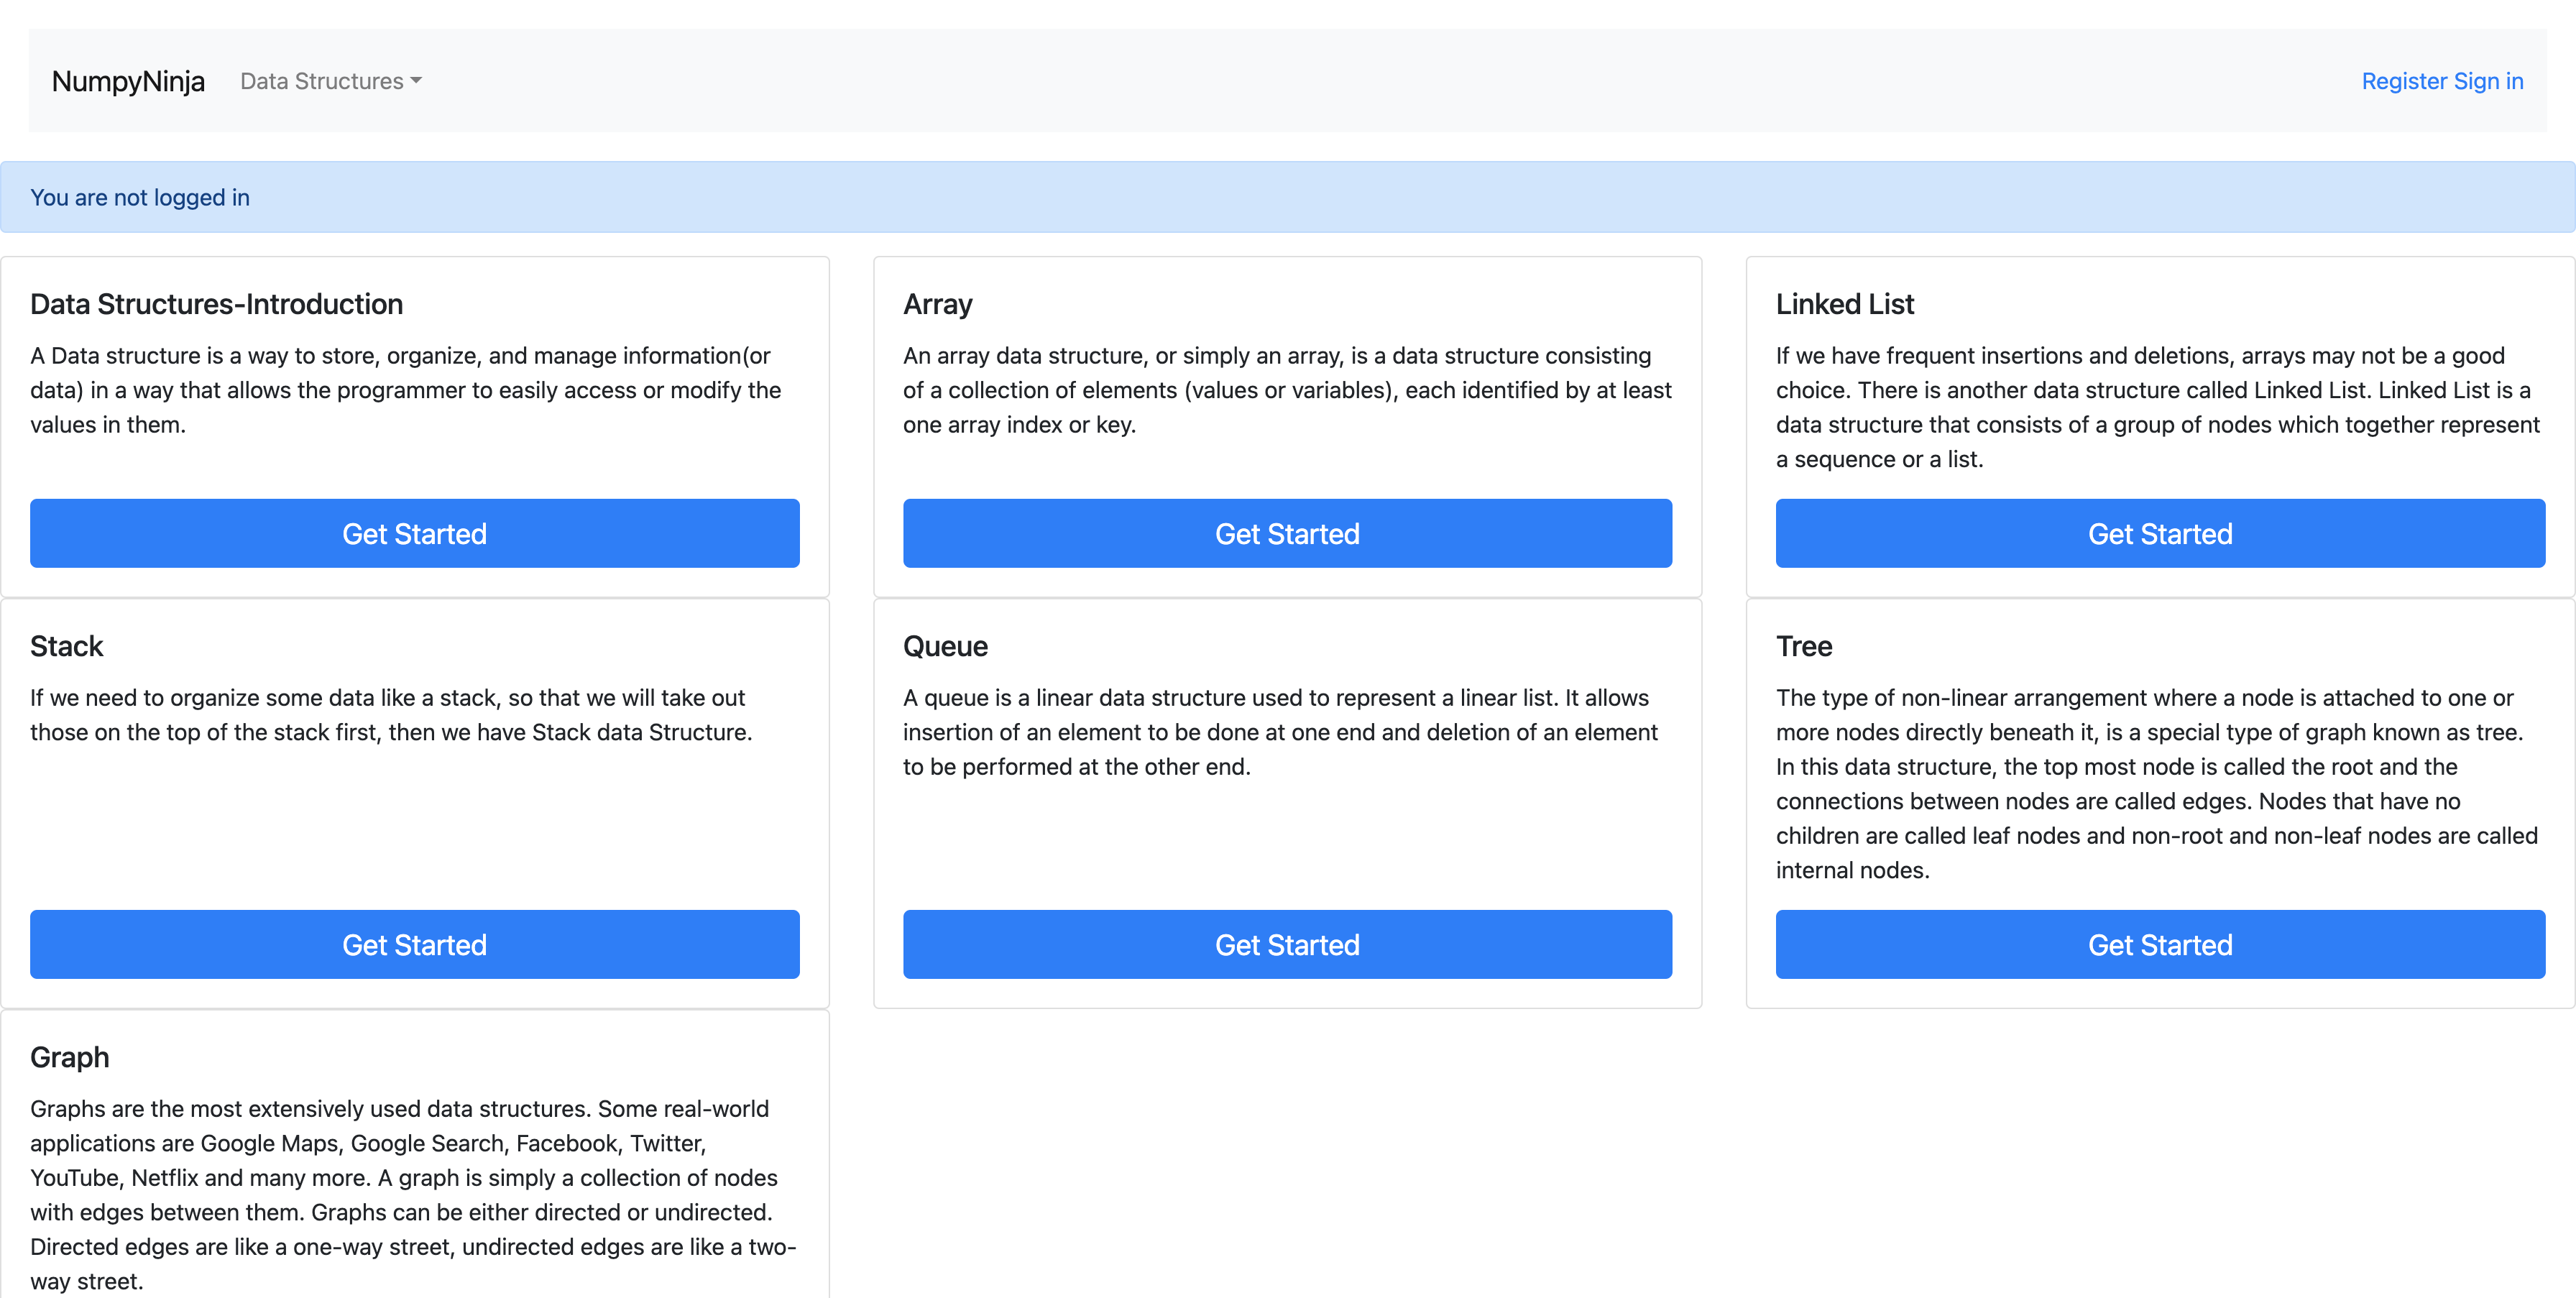 NumpyNinja
Data Structures
Register Sign in
You are not logged in
Data Structures-Introduction
A Data structure is a way to store, organize, and manage information(or
data) in a way that allows the programmer to easily access or modify the
values in them.
Get Started
Array
An array data structure, or simply an array, is a data structure consisting
of a collection of elements (values or variables), each identified by at least
one array index or key.
Get Started
Linked List
If we have frequent insertions and deletions, arrays may not be a good
choice. There is another data structure called Linked List. Linked List is a
data structure that consists of a group of nodes which together represent
a sequence or a list.
Get Started
Stack
If we need to organize some data like a stack, so that we will take out
those on the top of the stack first, then we have Stack data Structure.
Get Started
Queue
A queue is a linear data structure used to represent a linear list. It allows
insertion of an element to be done at one end and deletion of an element
to be performed at the other end.
Get Started
Tree
The type of non-linear arrangement where a node is attached to one or
more nodes directly beneath it, is a special type of graph known as tree.
In this data structure, the top most node is called the root and the
connections between nodes are called edges. Nodes that have no
children are called leaf nodes and non-root and non-leaf nodes are called
internal nodes.
Get Started
Graph
Graphs are the most extensively used data structures. Some real-world
applications are Google Maps, Google Search, Facebook, Twitter,
YouTube, Netflix and many more. A graph is simply a collection of nodes
with edges between them. Graphs can be either directed or undirected.
Directed edges are like a one-way street, undirected edges are like a two-
way street.